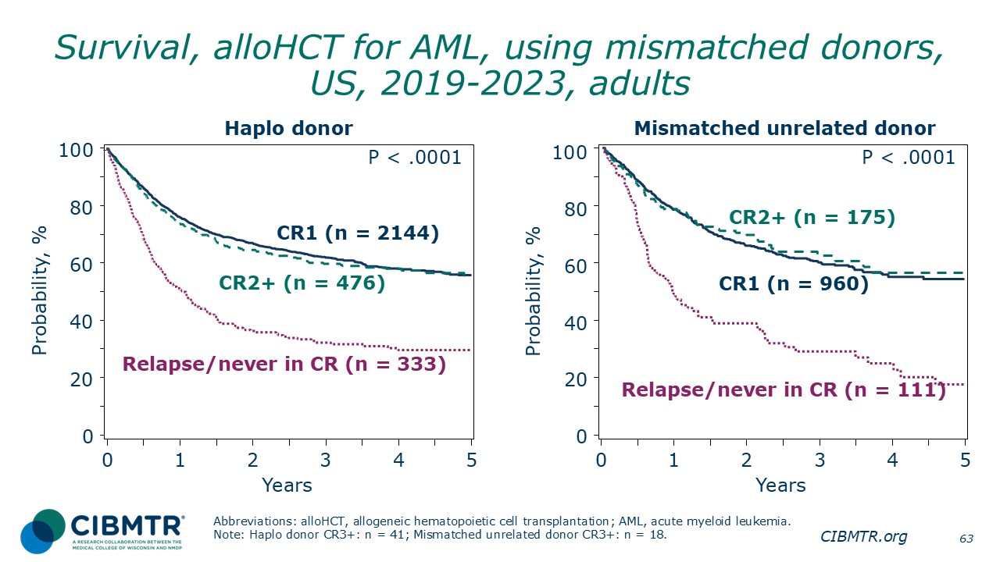 Survival, alloHCT for AML, using mismatched donors,
US, 2019-2023, adults
Haplo donor
P < .0001
100
80
60
40
20
0
Probability, %
CR1 (n = 2144)
CR2+ (n = 476)
Relapse/never in CR (n = 333)
0 1 2 3 4 5
Years
Mismatched unrelated donor
P < .0001
100
80
60
40
20
0
Probability, %
CR2+ (n = 175)
CR1 (n = 960)
Relapse/never in CR (n = 111)
0 1 2 3 4 5
Years
CIBMTR®
A RESEARCH COLLABORATION BETWEEN THE
MEDICAL COLLEGE OF WISCONSIN AND NMDP
Abbreviations: alloHCT, allogeneic hematopoietic cell transplantation; AML, acute myeloid leukemia.
Note: Haplo donor CR3+: n = 41; Mismatched unrelated donor CR3+: n = 18.
CIBMTR.org
63